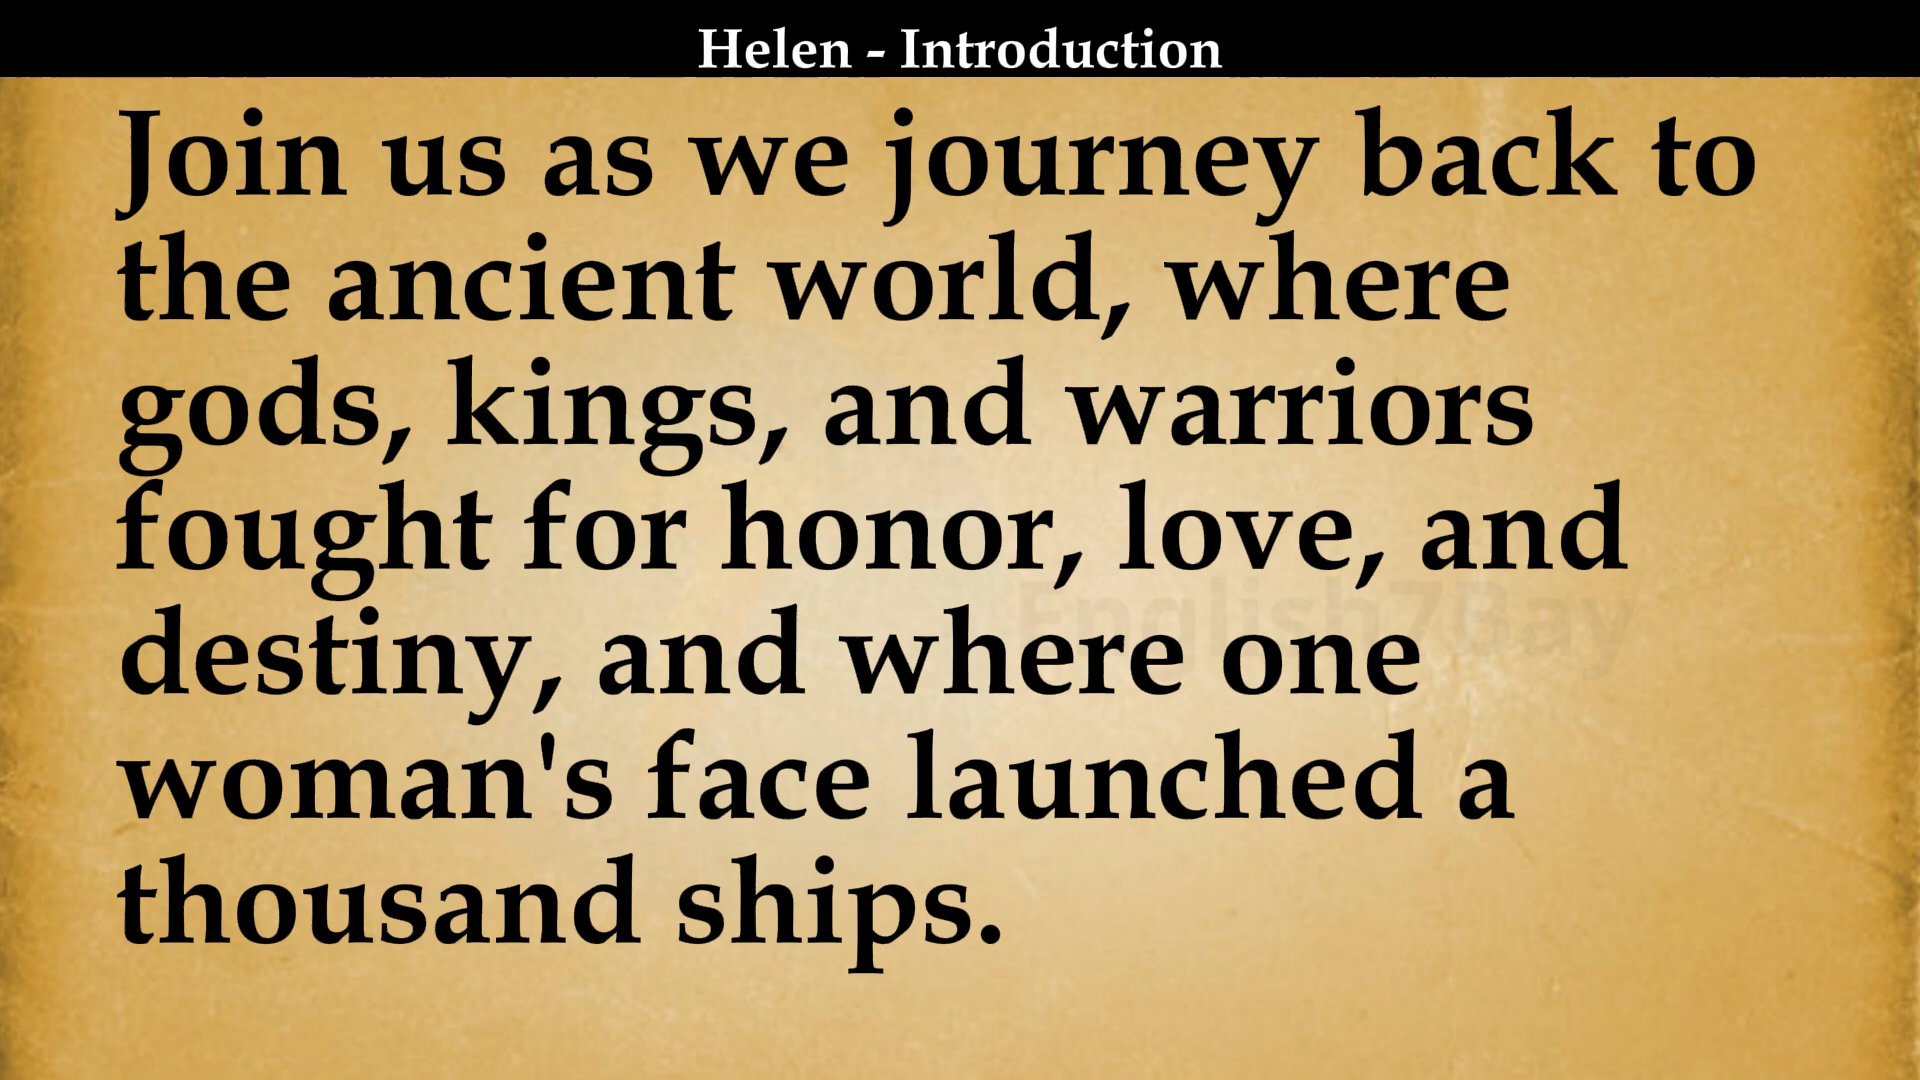 Helen - Introduction
Join us as we journey back to
the ancient world, where
gods, kings, and warriors
fought for honor, love, and
English7Bay
destiny, and where one
woman's face launched a
thousand ships.